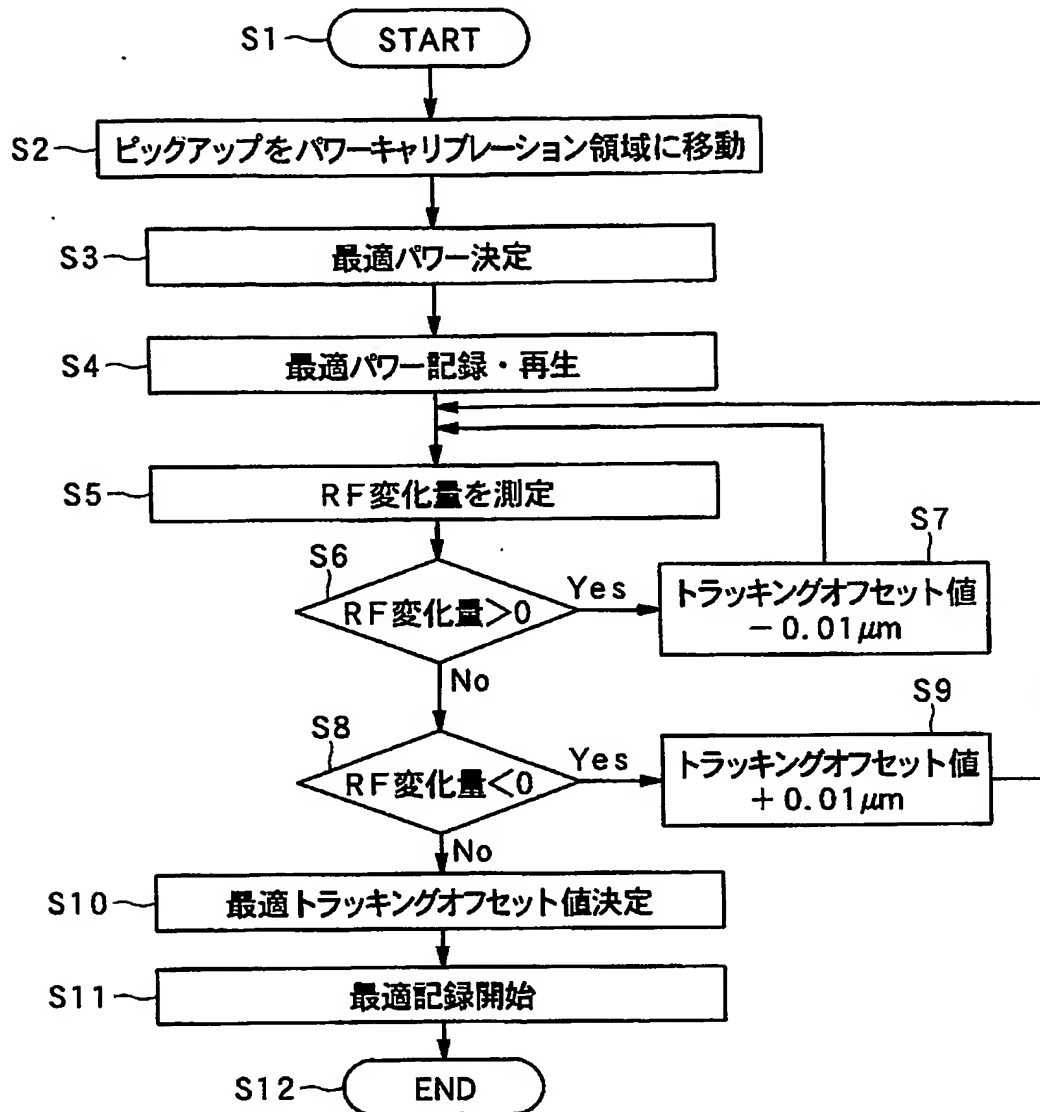 S1
START
S2
ピッグアップをパワーキャリブレーション領域に移動
S3
最適パワー決定
S4
最適パワー記録・再生
S5
RF変化量を測定
S6
RF変化量>0
Yes
S7
トラッキングオフセット値
－0.01μm
No
S8
RF変化量<0
Yes
S9
トラッキングオフセット値
＋0.01μm
No
S10
最適トラッキングオフセット値決定
S11
最適記録開始
S12
END